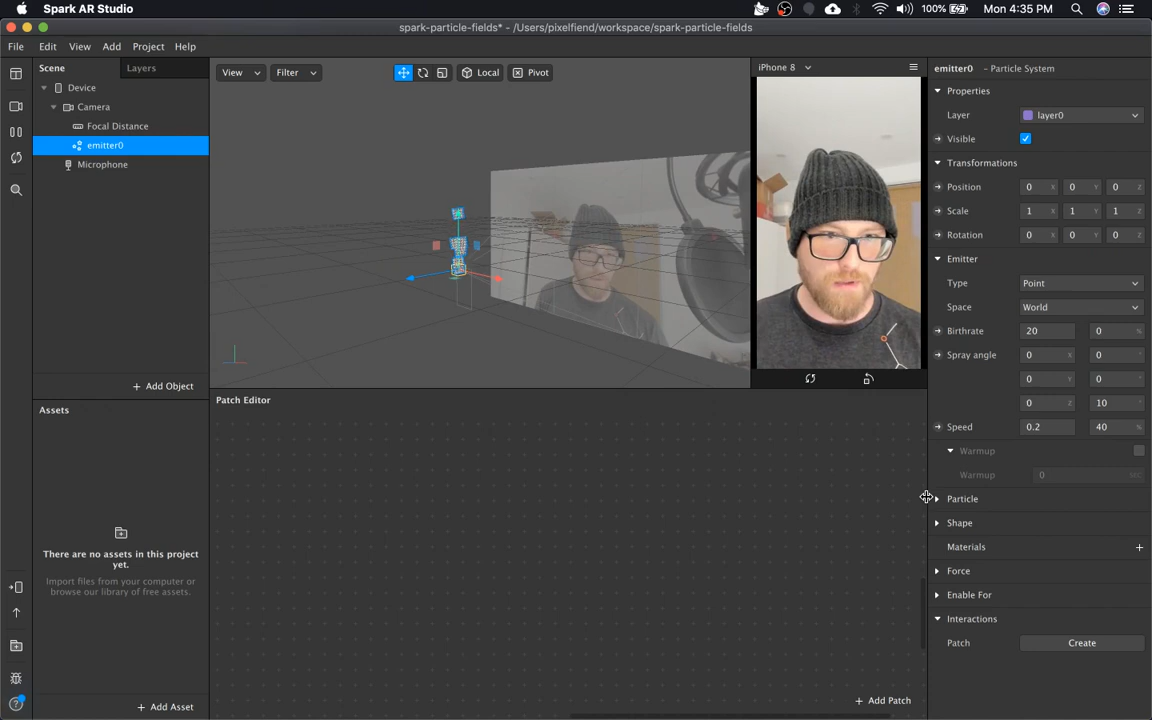 Spark AR Studio
100%
Mon 4:35 PM
spark-particle-fields* - /Users/pixelfiend/workspace/spark-particle-fields
File Edit View Add Project Help
Scene Layers
Device
Camera
Focal Distance
emitter0
Microphone
+ Add Object
View Filter Local Pivot
iPhone 8
Assets
There are no assets in this project yet.
Import files from your computer or browse our library of free assets.
+ Add Asset
Patch Editor
+ Add Patch
emitter0 - Particle System
Properties
Layer layer0
Visible
Transformations
Position 0 X 0 Y 0 Z
Scale 1 X 1 Y 1 Z
Rotation 0 X 0 Y 0 Z
Emitter
Type Point
Space World
Birthrate 20 0 %
Spray angle 0 X 0 °
0 Y 0 °
0 Z 10 °
Speed 0.2 40 %
Warmup
Warmup 0 SEC
Particle
Shape
Materials +
Force
Enable For
Interactions
Patch Create